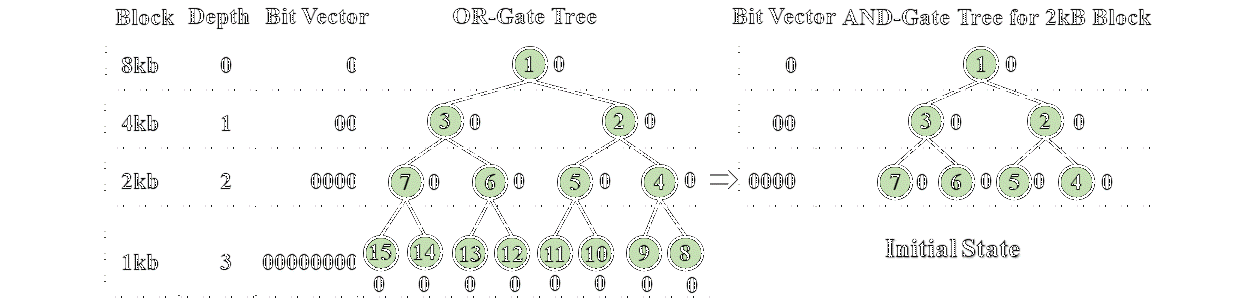 Block Depth Bit Vector OR-Gate Tree Bit Vector AND-Gate Tree for 2kB Block
8kb 0 0 1 0 0 1 0
4kb 1 00 3 0 2 0 00 3 0 2 0
2kb 2 0000 7 0 6 0 5 0 4 0 0000 7 0 6 0 5 0 4 0
1kb 3 00000000 15 14 13 12 11 10 9 8
0 0 0 0 0 0 0 0
Initial State